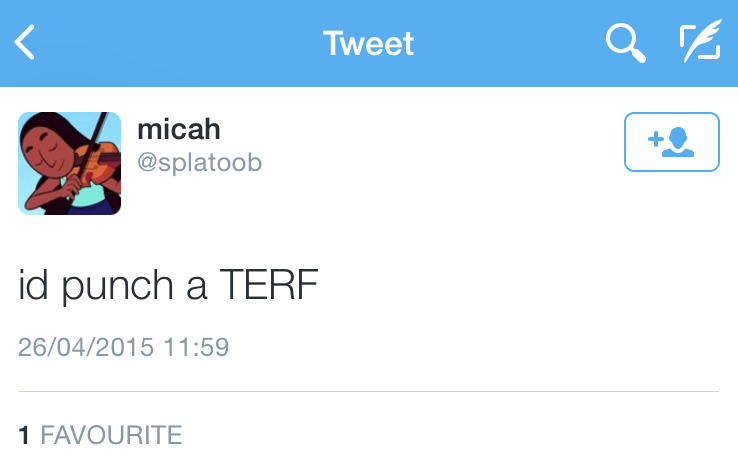 Tweet
micah
@splatoob
id punch a TERF
26/04/2015 11:59
1 FAVOURITE